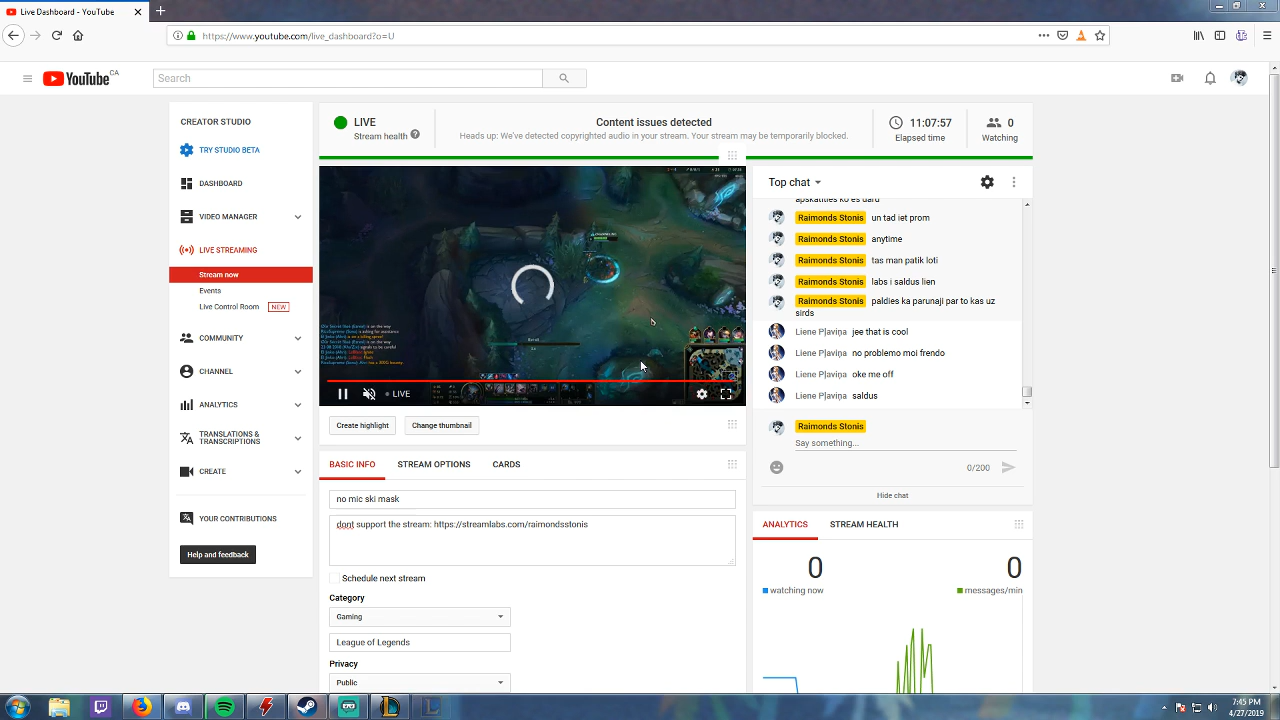 Live Dashboard - YouTube
https://www.youtube.com/live_dashboard?o=U
YouTube CA
Search
CREATOR STUDIO
TRY STUDIO BETA
DASHBOARD
VIDEO MANAGER
LIVE STREAMING
Stream now
Events
Live Control Room NEW
COMMUNITY
CHANNEL
ANALYTICS
TRANSLATIONS &
TRANSCRIPTIONS
CREATE
YOUR CONTRIBUTIONS
Help and feedback
LIVE
Stream health ?
Content issues detected
Heads up: We've detected copyrighted audio in your stream. Your stream may be temporarily blocked.
11:07:57
Elapsed time
0
Watching
LIVE
Create highlight
Change thumbnail
BASIC INFO STREAM OPTIONS CARDS
no mic ski mask
dont support the stream: https://streamlabs.com/raimondsstonis
Schedule next stream
Category
Gaming
League of Legends
Privacy
Public
Top chat
apskatities ko es daru
Raimonds Stonis un tad iet prom
Raimonds Stonis anytime
Raimonds Stonis tas man patik loti
Raimonds Stonis labs i saldus lien
Raimonds Stonis paldies ka parunaji par to kas uz
sirds
Liene Pļaviņa jee that is cool
Liene Pļaviņa no problemo moi frendo
Liene Pļaviņa oke me off
Liene Pļaviņa saldus
Raimonds Stonis
Say something...
0/200
Hide chat
ANALYTICS STREAM HEALTH
0
watching now
0
messages/min
7:45 PM
4/27/2019